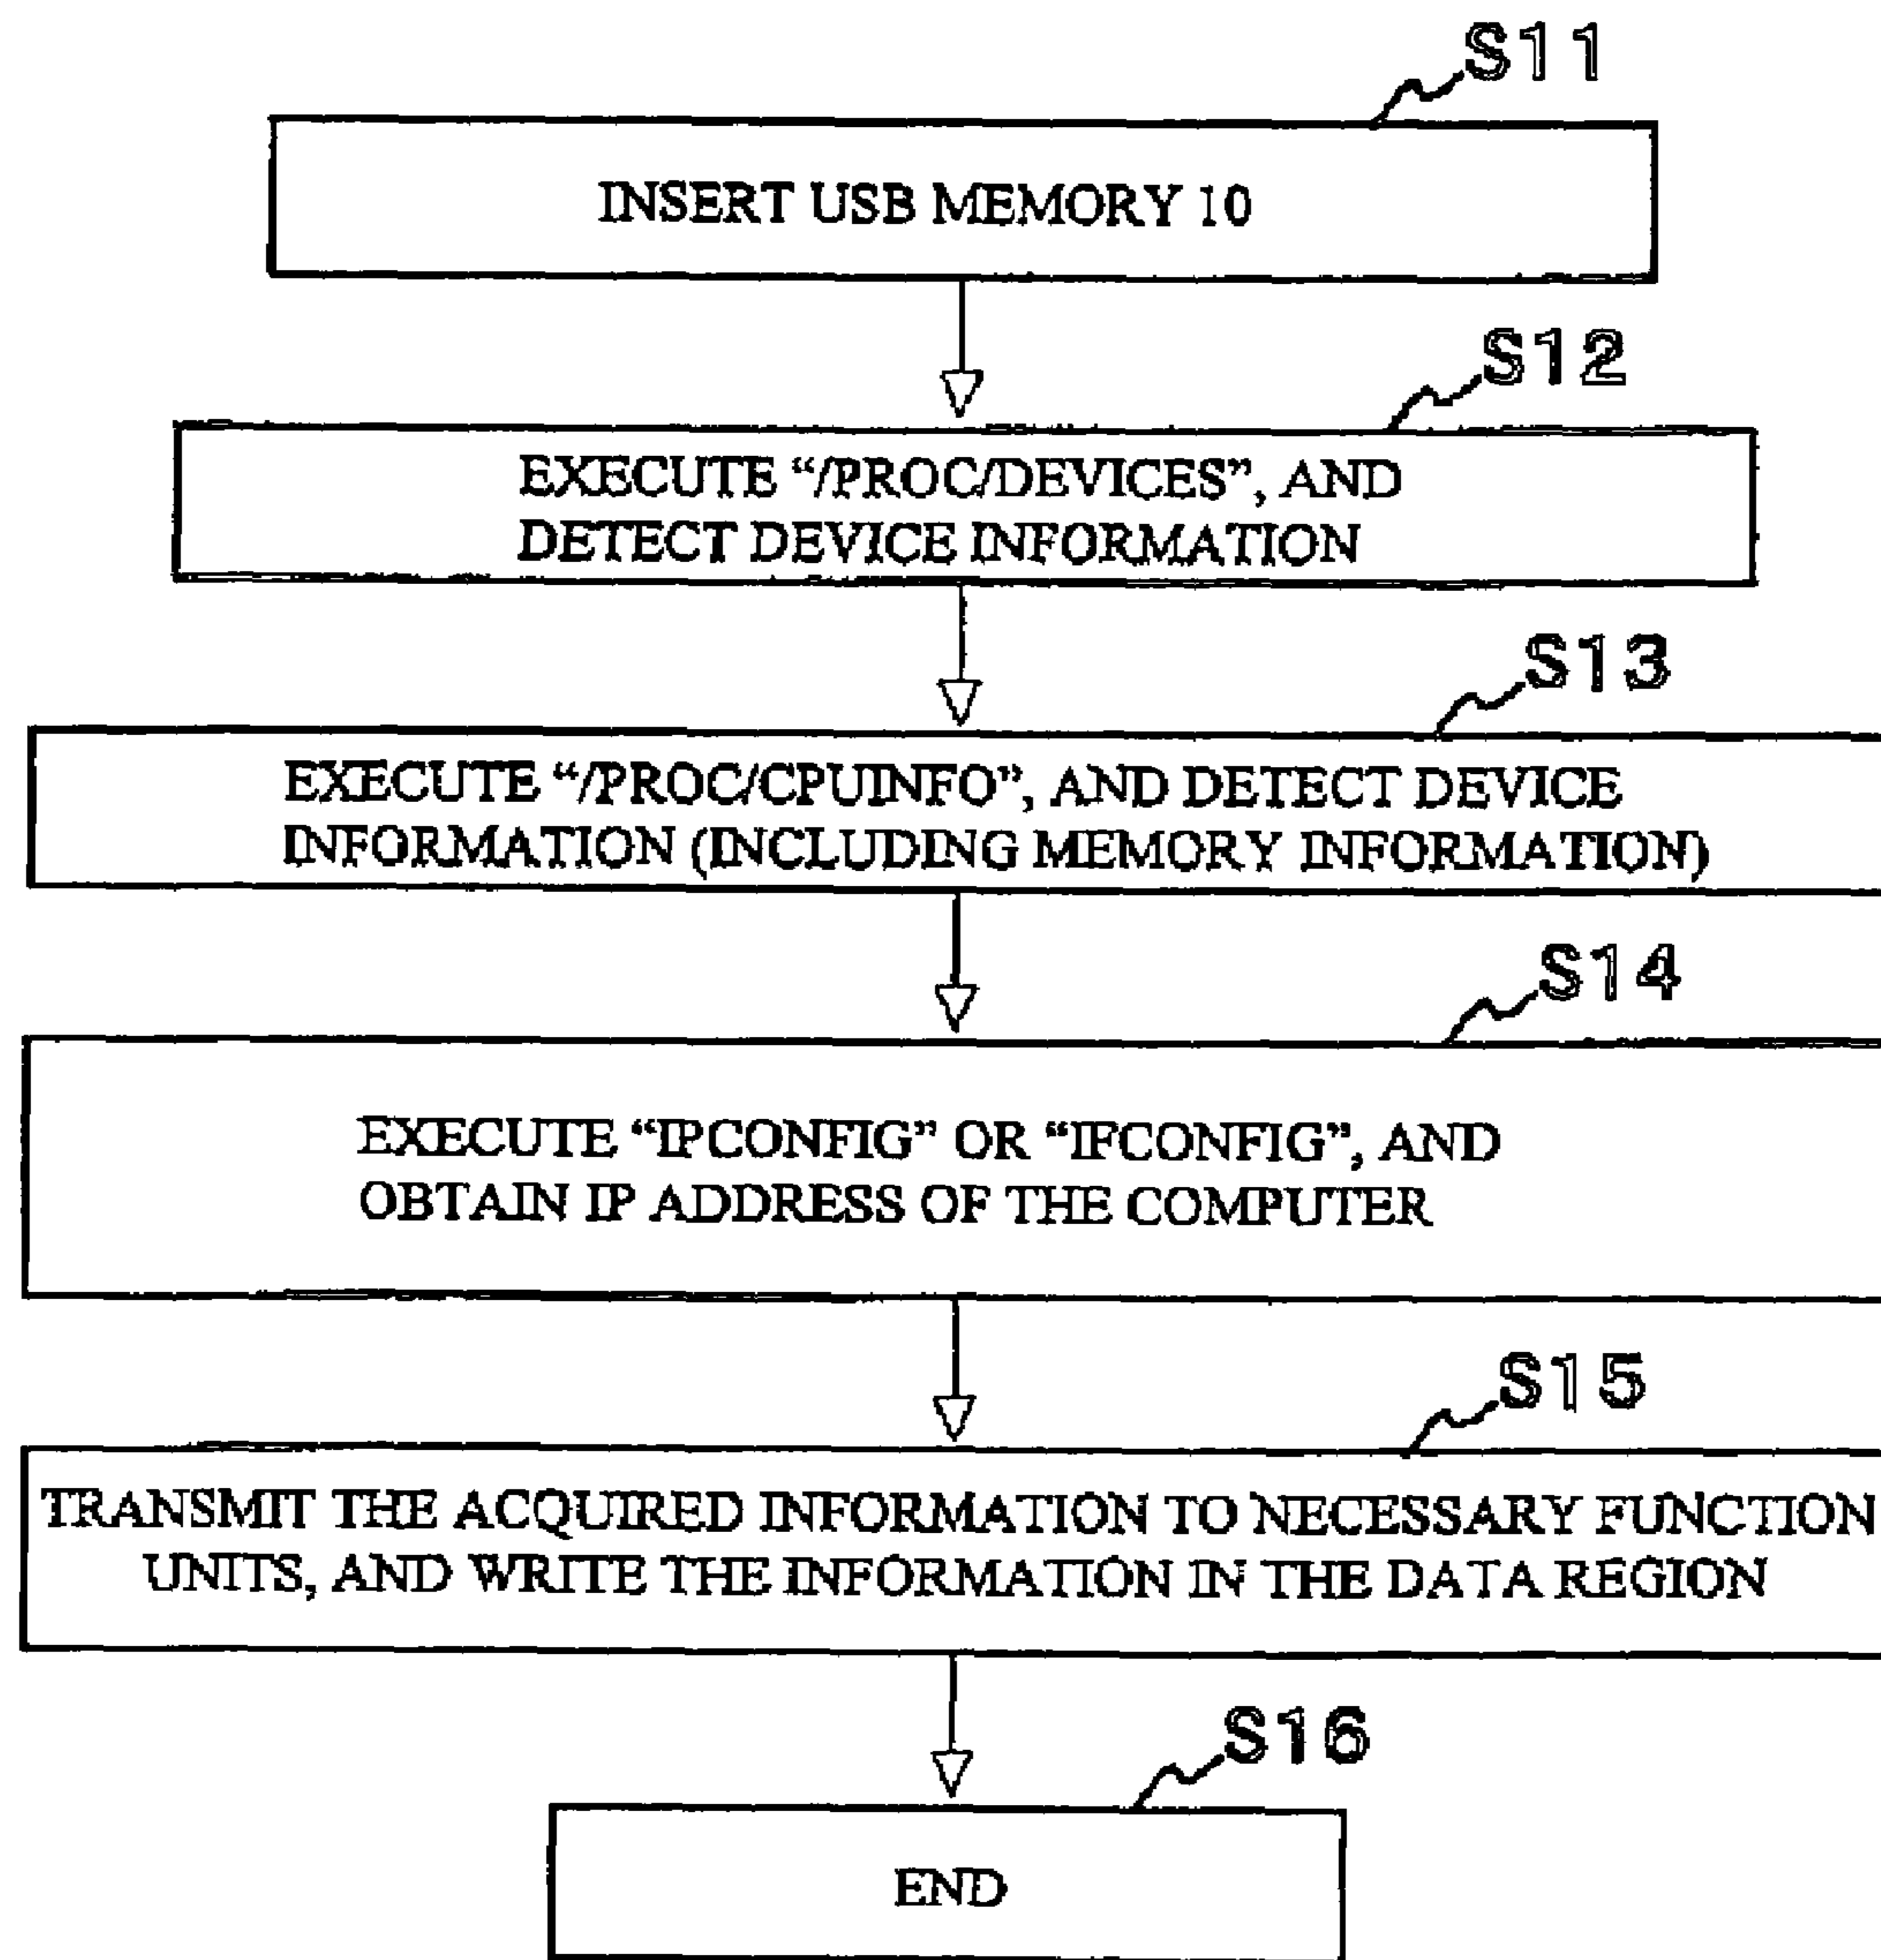 S11
INSERT USB MEMORY 10
S12
EXECUTE “/PROC/DEVICES”, AND
DETECT DEVICE INFORMATION
S13
EXECUTE “/PROC/CPUINFO”, AND DETECT DEVICE
INFORMATION (INCLUDING MEMORY INFORMATION)
S14
EXECUTE “IPCONFIG” OR “IFCONFIG”, AND
OBTAIN IP ADDRESS OF THE COMPUTER
S15
TRANSMIT THE ACQUIRED INFORMATION TO NECESSARY FUNCTION
UNITS, AND WRITE THE INFORMATION IN THE DATA REGION
S16
END